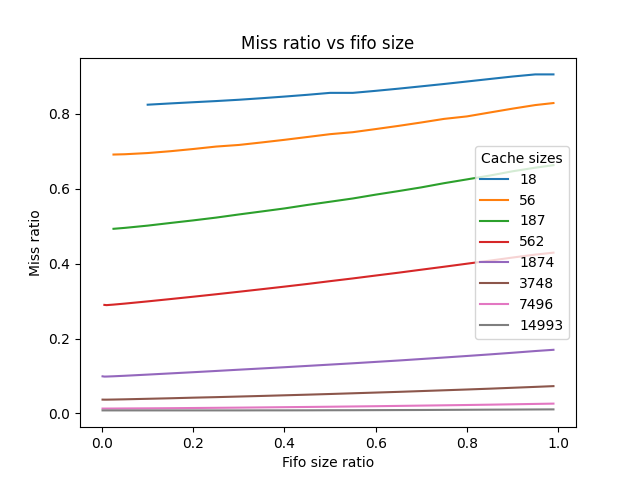 Miss ratio vs fifo size
Miss ratio
0.8
0.6
0.4
0.2
0.0
Cache sizes
18
56
187
562
1874
3748
7496
14993
0.0 0.2 0.4 0.6 0.8 1.0
Fifo size ratio